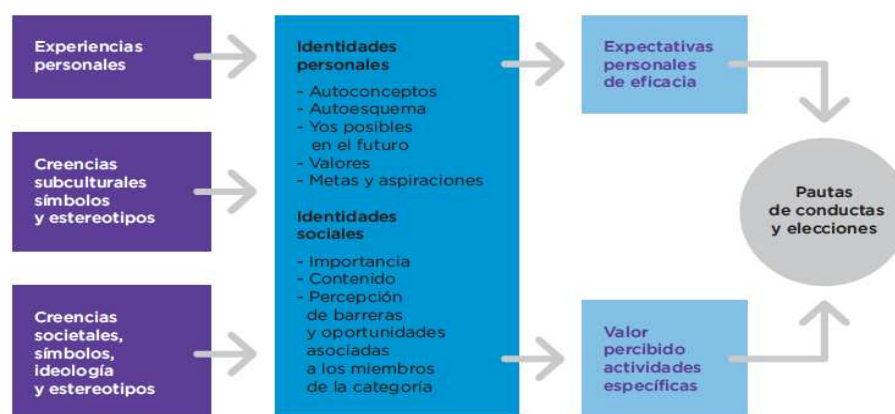 Experiencias
personales
Creencias
subculturales
símbolos
y estereotipos
Creencias
societales,
símbolos,
ideología
y estereotipos
Identidades
personales
- Autoconceptos
- Autoesquema
- Yos posibles
en el futuro
- Valores
- Metas y aspiraciones
Identidades
sociales
- Importancia
- Contenido
- Percepción
de barreras
y oportunidades
asociadas
a los miembros
de la categoría
Expectativas
personales
de eficacia
Valor
percibido
actividades
específicas
Pautas
de conductas
y elecciones